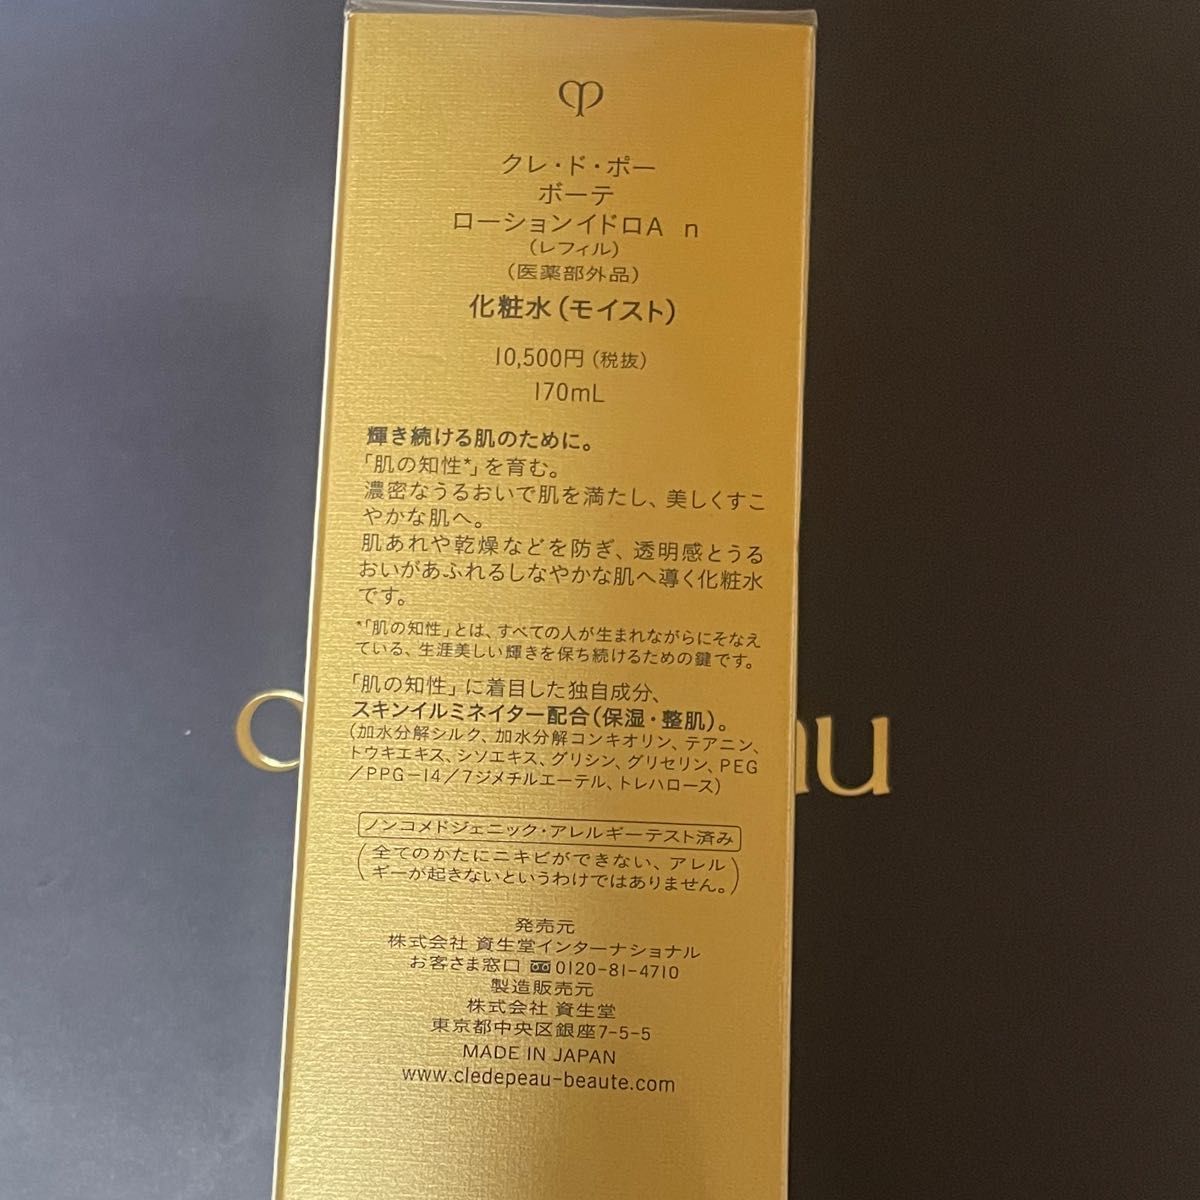 クレ・ド・ポー
ボーテ
ローションイドロA n
(レフィル)
(医薬部外品)
化粧水(モイスト)
10,500円(税抜)
170mL
輝き続ける肌のために。
「肌の知性*」を育む。
濃密なうるおいで肌を満たし、美しくすこ
やかな肌へ。
肌あれや乾燥などを防ぎ、透明感とうる
おいがあふれるしなやかな肌へ導く化粧水
です。
*「肌の知性」とは、すべての人が生まれながらにそなえ
ている、生涯美しい輝きを保ち続けるための鍵です。
「肌の知性」に着目した独自成分、
スキンイルミネイター配合(保湿・整肌)。
(加水分解シルク、加水分解コンキオリン、テアニン、
トウキエキス、シソエキス、グリシン、グリセリン、PEG
/PPG-14/7ジメチルエーテル、トレハロース)
ノンコメドジェニック・アレルギーテスト済み
(全てのかたにニキビができない、アレル
ギーが起きないというわけではありません。)
発売元
株式会社 資生堂インターナショナル
お客さま窓口 0120-81-4710
製造販売元
株式会社 資生堂
東京都中央区銀座7-5-5
MADE IN JAPAN
www.cledepeau-beaute.com